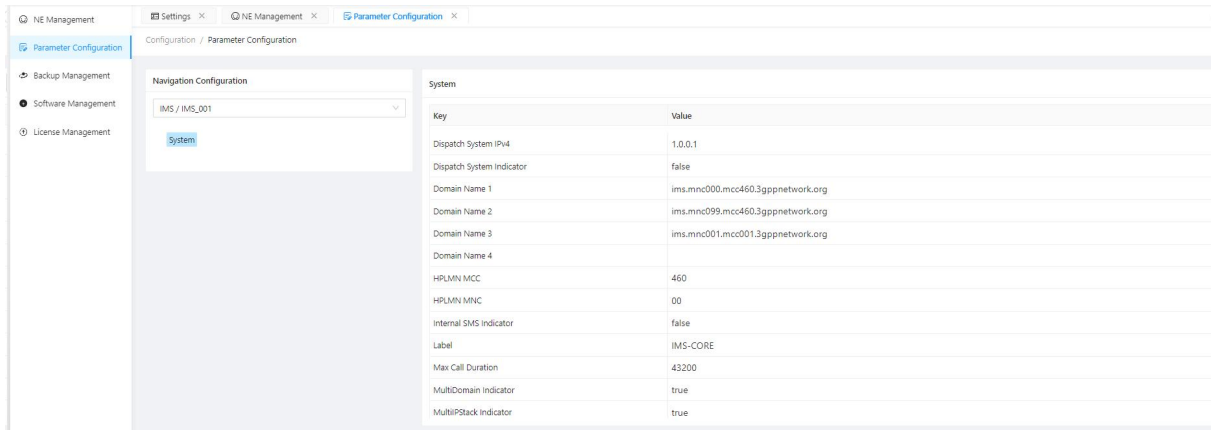 NE Management
Parameter Configuration
Backup Management
Software Management
License Management
Settings × NE Management × Parameter Configuration ×
Configuration / Parameter Configuration
Navigation Configuration
IMS / IMS_001
System
System
Key Value
Dispatch System IPv4 1.0.0.1
Dispatch System Indicator false
Domain Name 1 ims.mnc000.mcc460.3gppnetwork.org
Domain Name 2 ims.mnc099.mcc460.3gppnetwork.org
Domain Name 3 ims.mnc001.mcc001.3gppnetwork.org
Domain Name 4
HPLMN MCC 460
HPLMN MNC 00
Internal SMS Indicator false
Label IMS-CORE
Max Call Duration 43200
MultiDomain Indicator true
MultiIPStack Indicator true